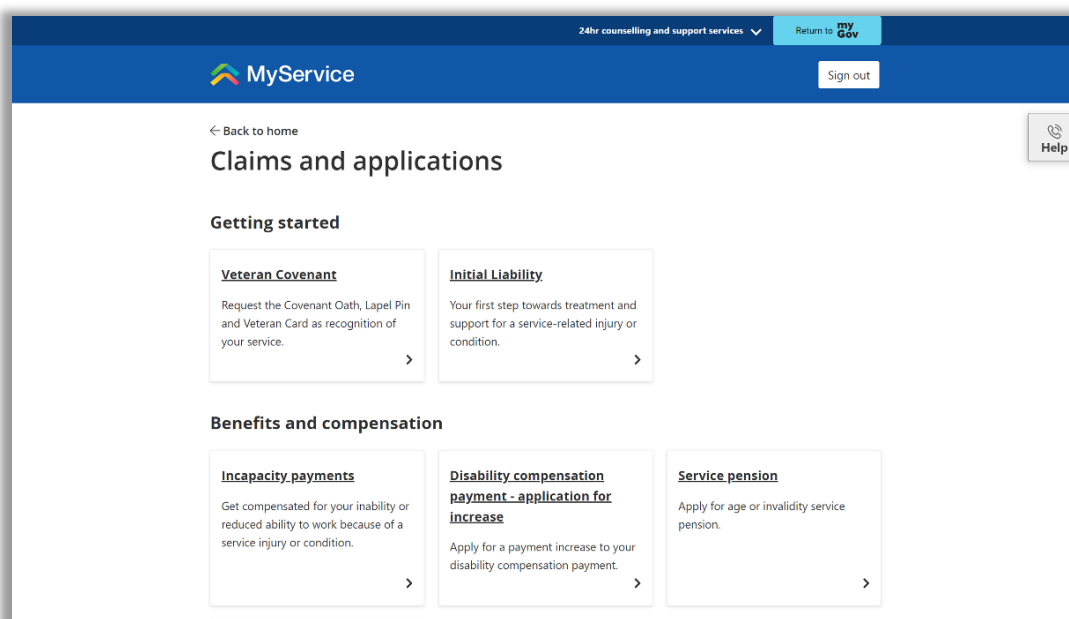 24hr counselling and support services
Return to my Gov
MyService
Sign out
Back to home
Help
Claims and applications
Getting started
Veteran Covenant
Request the Covenant Oath, Lapel Pin
and Veteran Card as recognition of
your service.
Initial Liability
Your first step towards treatment and
support for a service-related injury or
condition.
Benefits and compensation
Incapacity payments
Get compensated for your inability or
reduced ability to work because of a
service injury or condition.
Disability compensation
payment - application for
increase
Apply for a payment increase to your
disability compensation payment.
Service pension
Apply for age or invalidity service
pension.